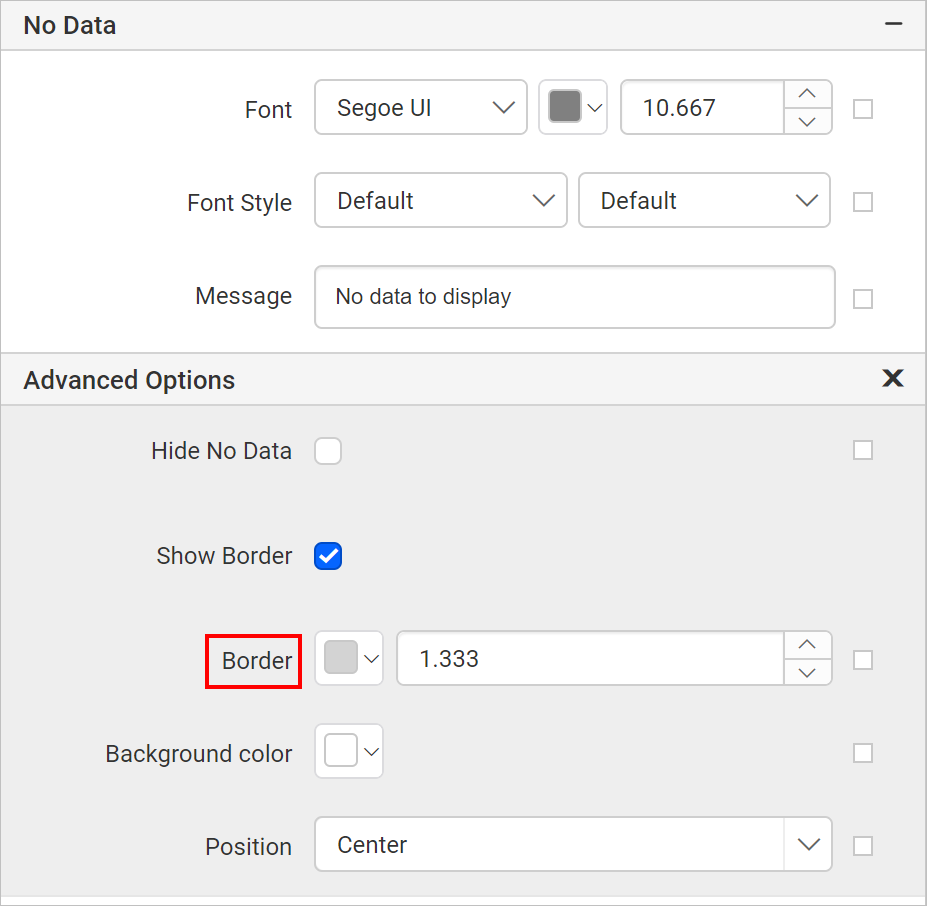 No Data
Font Segoe UI 10.667
Font Style Default Default
Message No data to display
Advanced Options
Hide No Data
Show Border
Border 1.333
Background color
Position Center